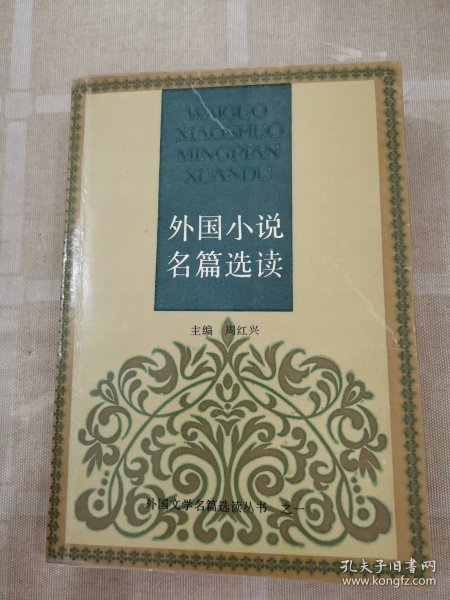 WAIGUO
XIAOSHUO
MINGPIAN
XUANDU
外国小说
名篇选读
主编 周红兴
外国文学名篇选读丛书 之一
孔夫子旧书网
www.kongfz.com